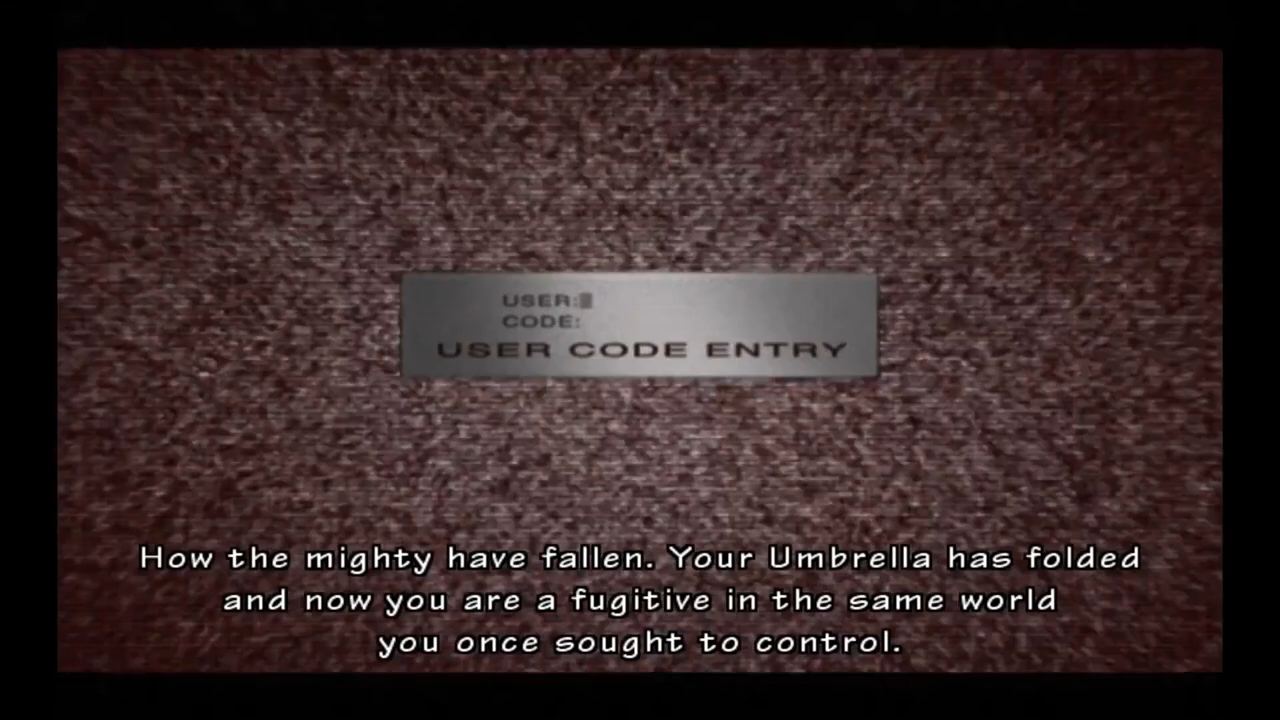 USER:
CODE:
USER CODE ENTRY
How the mighty have fallen. Your Umbrella has folded
and now you are a fugitive in the same world
you once sought to control.